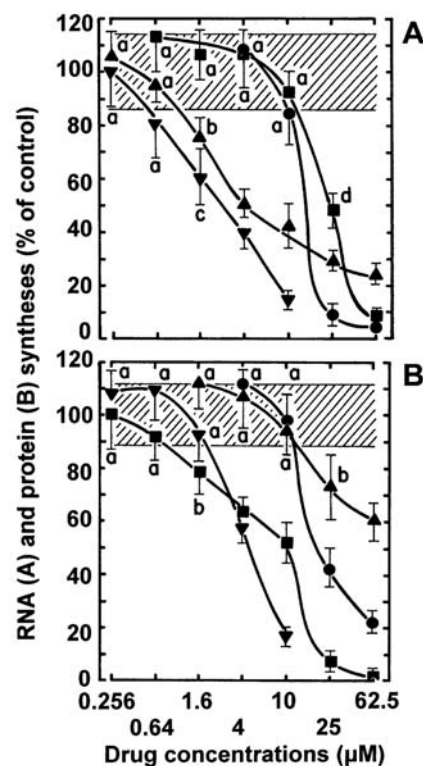 RNA (A) and protein (B) syntheses (% of control)
A
120
100
80
60
40
20
0
a
a
a
a
a
a
a
b
a
a
d
c
B
120
100
80
60
40
20
0
a a a a a
a
a
a a a
b
b
0.256 1.6 10 62.5
0.64 4 25
Drug concentrations (µM)